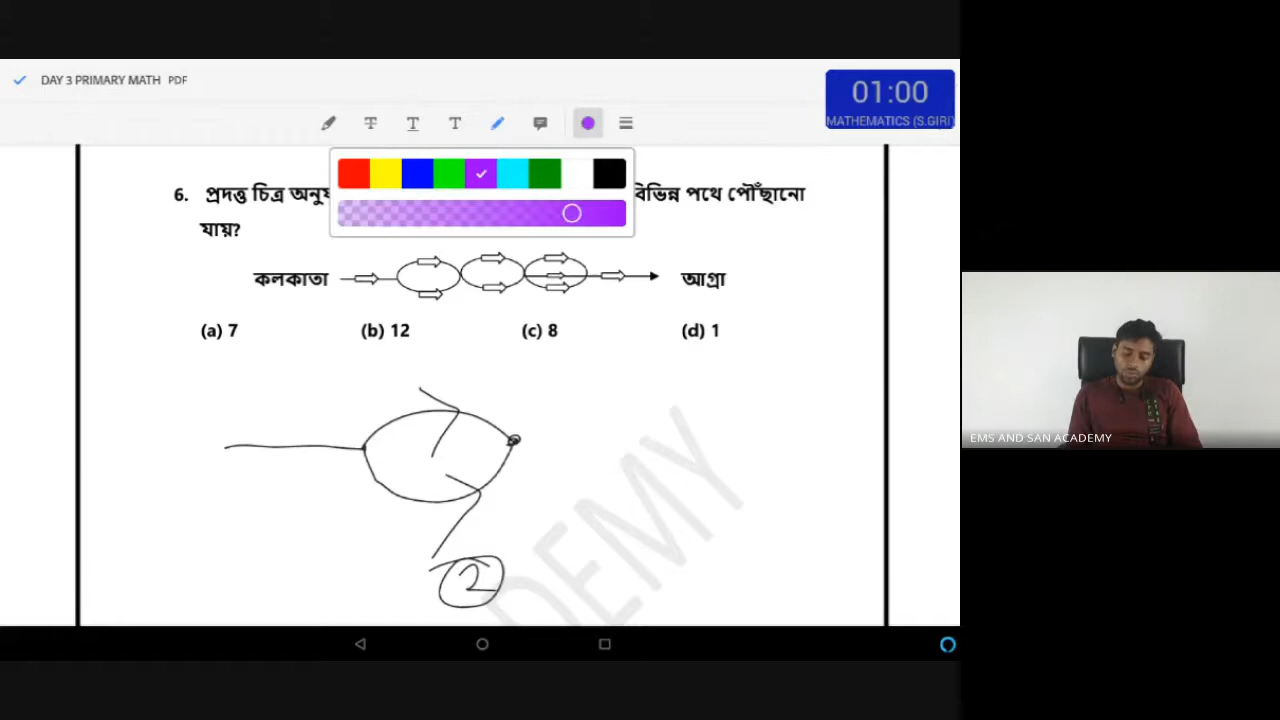 DAY 3 PRIMARY MATH PDF
01:00
MATHEMATICS (S.GIRI)
T T T
6. প্রদত্ত চিত্র বিভিন্ন পথে পৌঁছানো
যায়?
কলকাতা আগ্রা
(a) 7 (b) 12 (c) 8 (d) 1
EMS AND SAN ACADEMY
DEMY
2